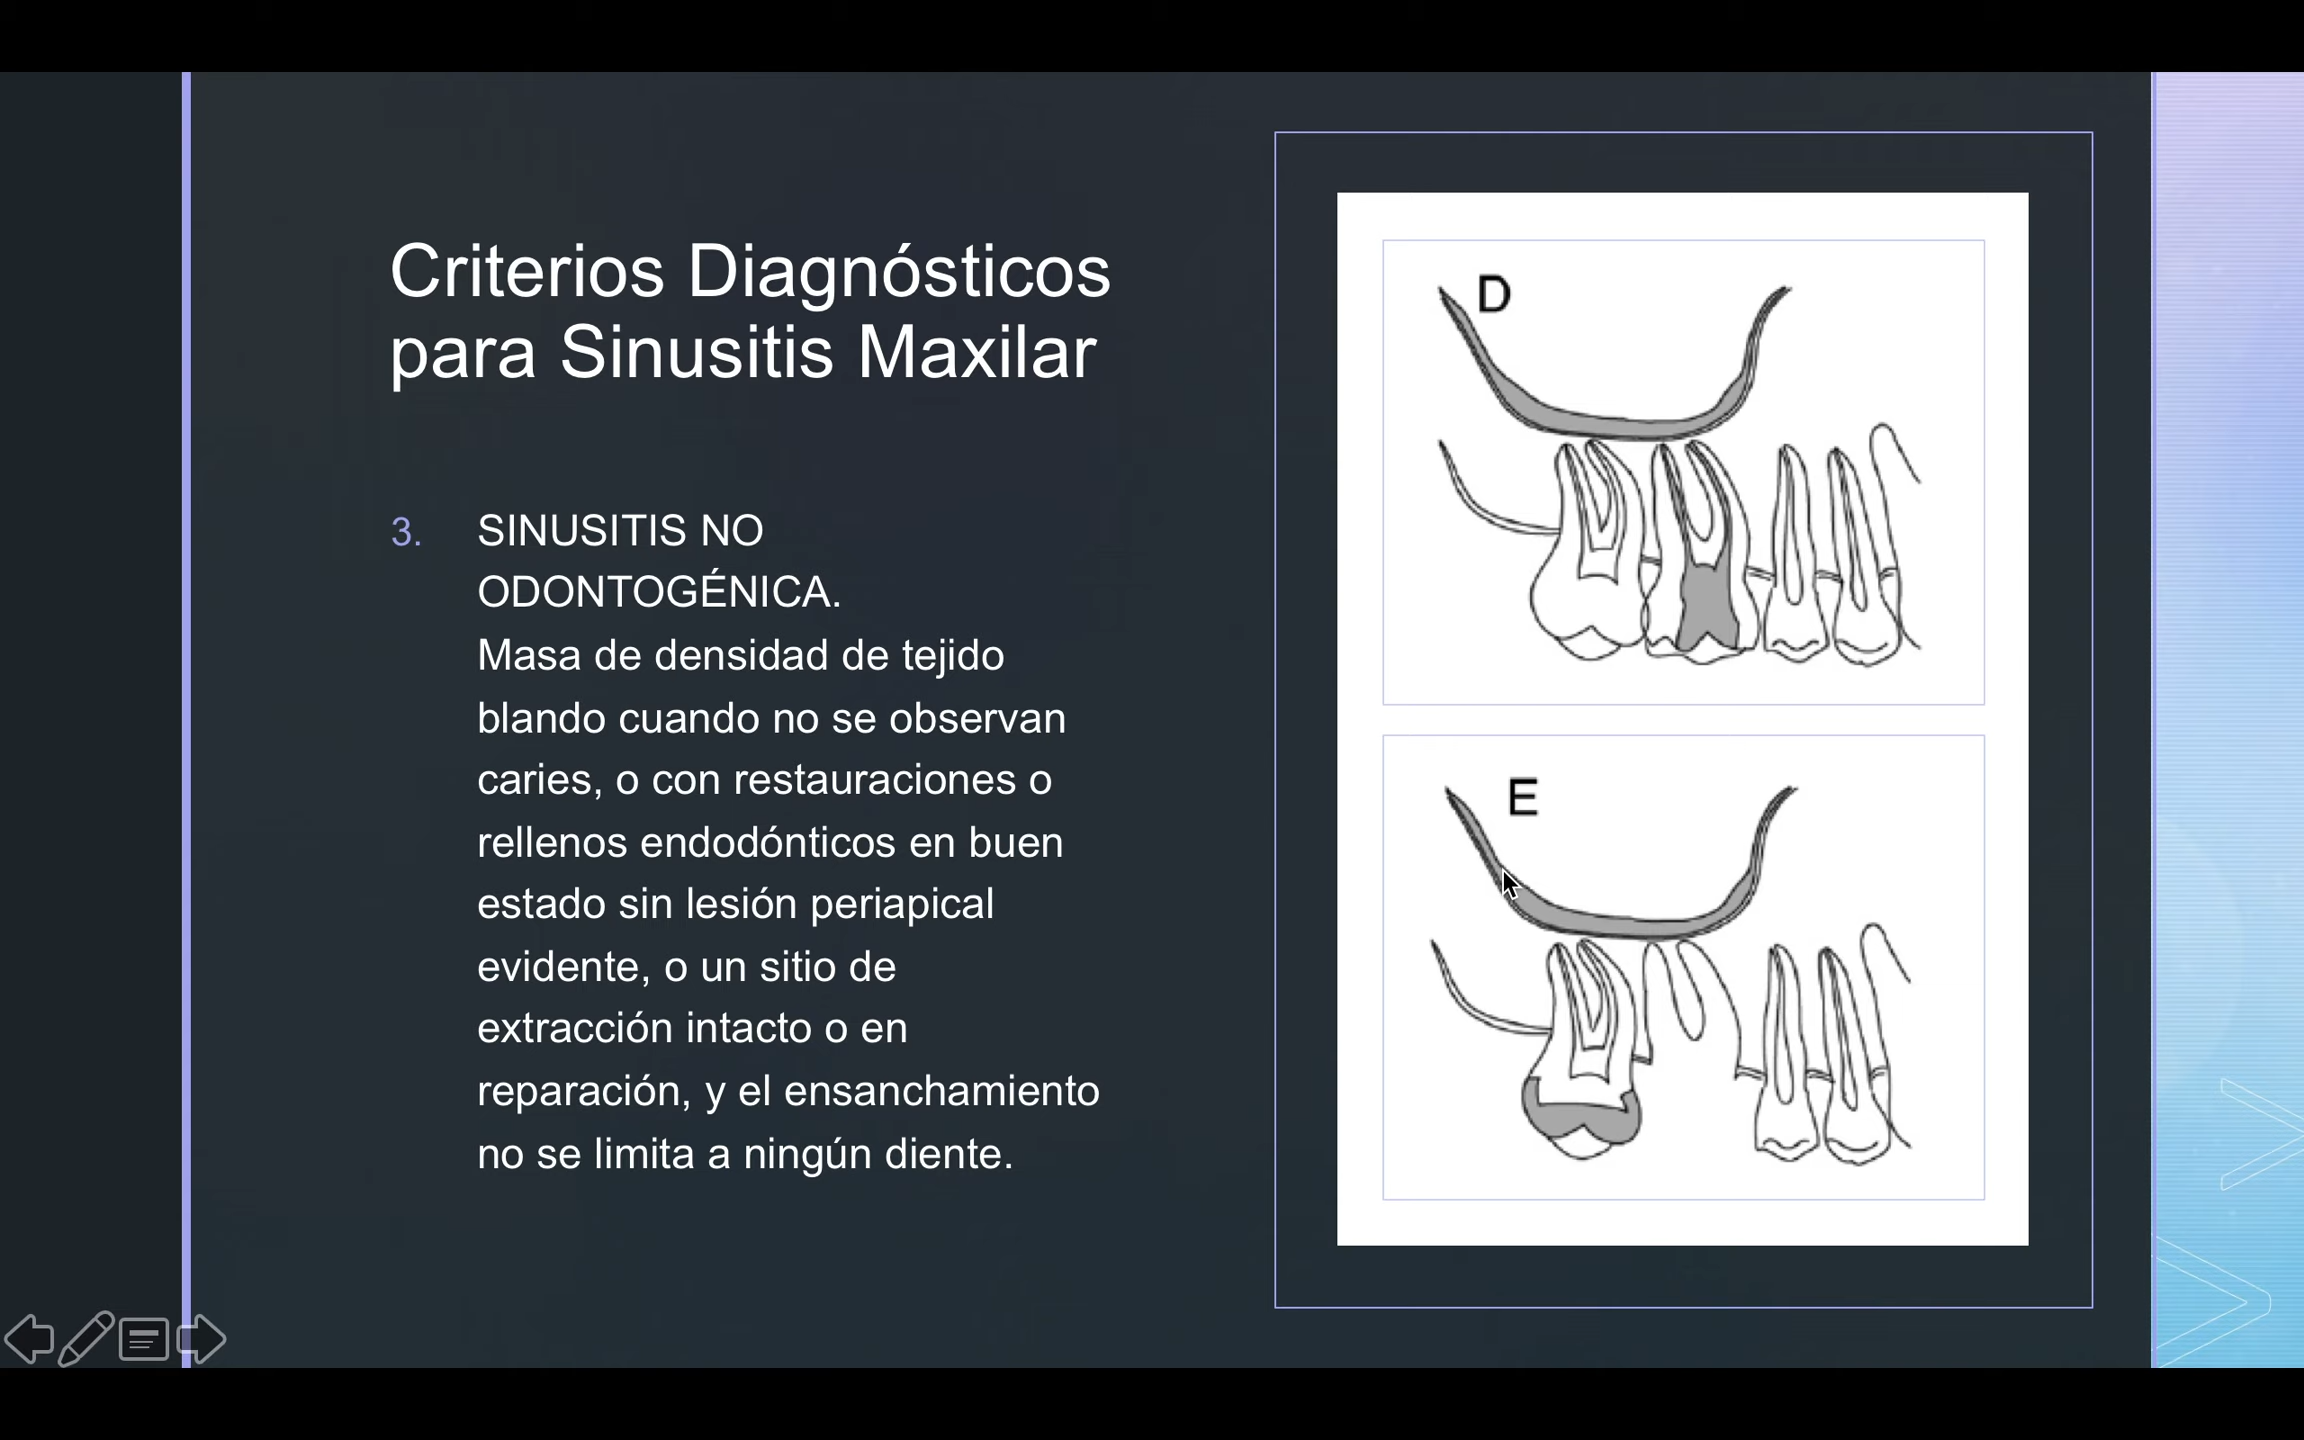 Criterios Diagnósticos
para Sinusitis Maxilar
3. SINUSITIS NO
ODONTOGÉNICA.
Masa de densidad de tejido
blando cuando no se observan
caries, o con restauraciones o
rellenos endodónticos en buen
estado sin lesión periapical
evidente, o un sitio de
extracción intacto o en
reparación, y el ensanchamiento
no se limita a ningún diente.
D
E